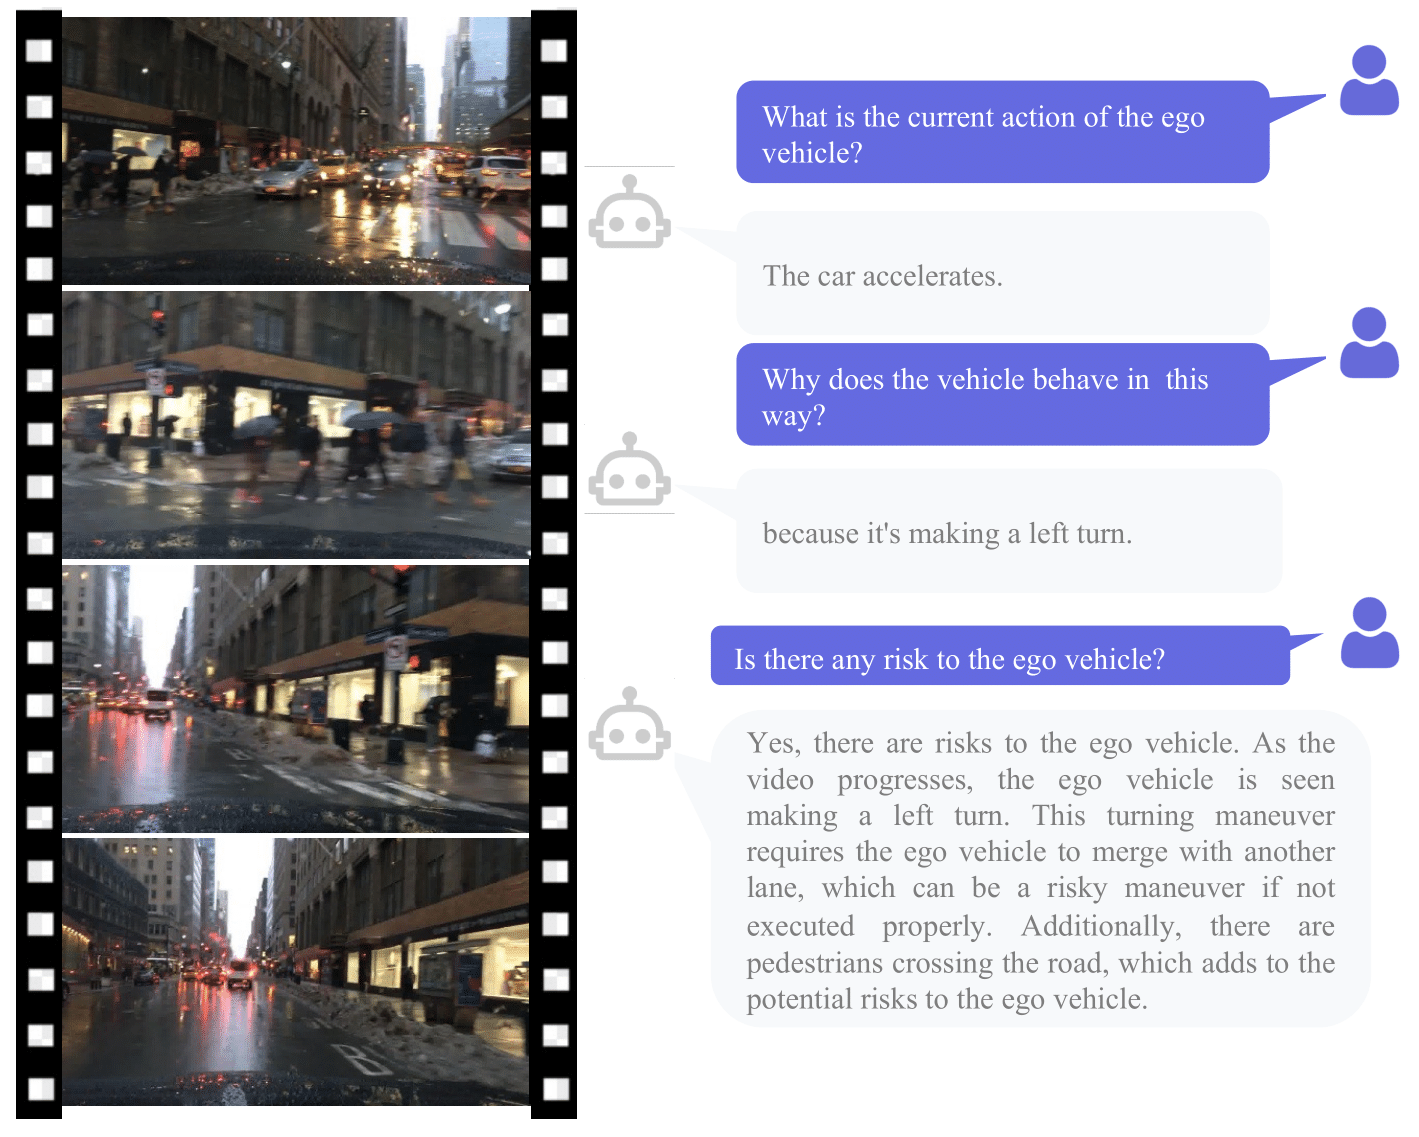 What is the current action of the ego
vehicle?
The car accelerates.
Why does the vehicle behave in  this
way?
because it's making a left turn.
Is there any risk to the ego vehicle?
Yes, there are risks to the ego vehicle. As the
video progresses, the ego vehicle is seen
making a left turn. This turning maneuver
requires the ego vehicle to merge with another
lane, which can be a risky maneuver if not
executed properly. Additionally, there are
pedestrians crossing the road, which adds to the
potential risks to the ego vehicle.